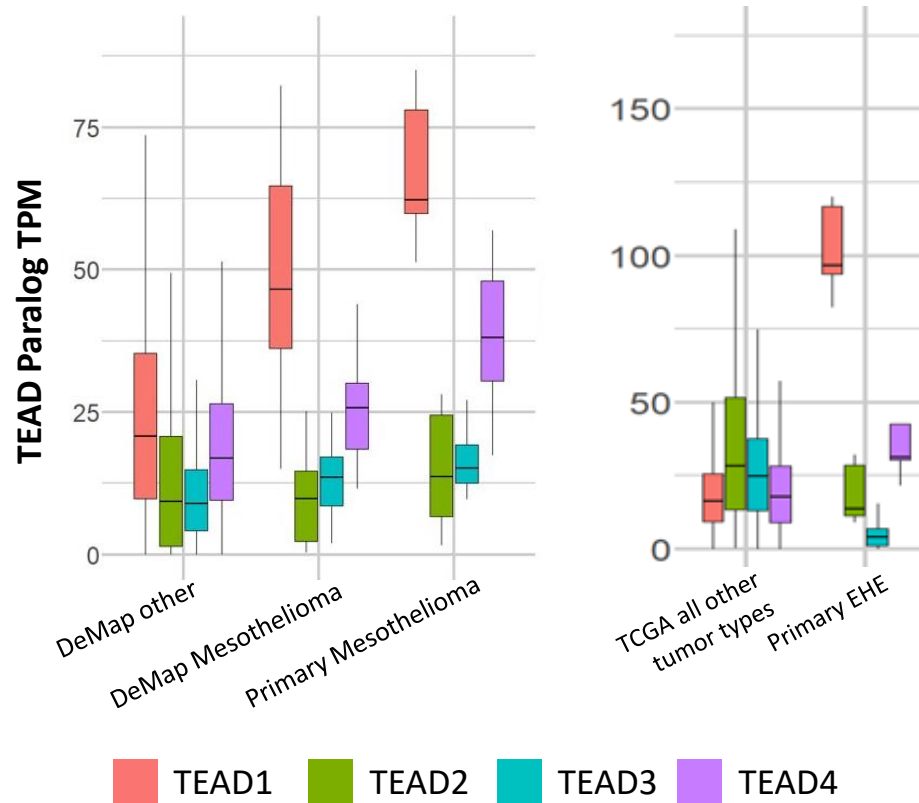 TEAD Paralog TPM
75
50
25
0
DeMap other
DeMap Mesothelioma
Primary Mesothelioma
150
100
50
0
TCGA all other
tumor types
Primary EHE
TEAD1
TEAD2
TEAD3
TEAD4